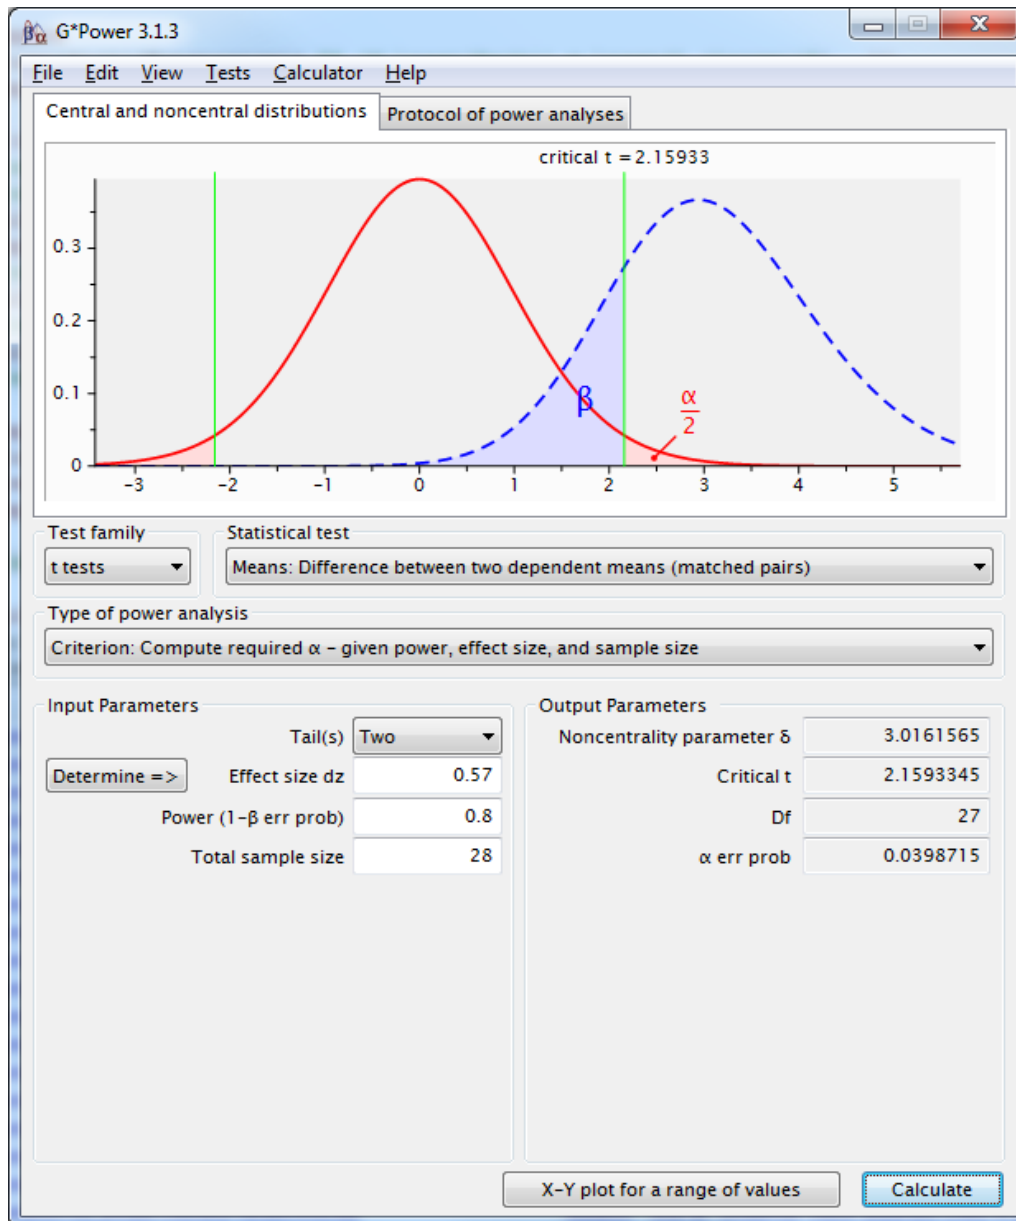 βα G*Power 3.1.3
File Edit View Tests Calculator Help
Central and noncentral distributions Protocol of power analyses
critical t = 2.15933
0.3
0.2
0.1
0
β
α
2
-3 -2 -1 0 1 2 3 4 5
Test family Statistical test
t tests Means: Difference between two dependent means (matched pairs)
Type of power analysis
Criterion: Compute required α – given power, effect size, and sample size
Input Parameters Output Parameters
Tail(s) Two Noncentrality parameter δ 3.0161565
Determine => Effect size dz 0.57 Critical t 2.1593345
Power (1-β err prob) 0.8 Df 27
Total sample size 28 α err prob 0.0398715
X-Y plot for a range of values Calculate